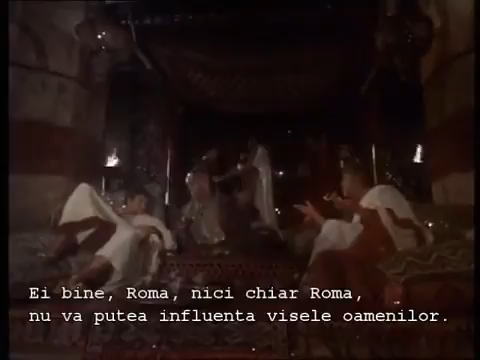 Ei bine, Roma, nici chiar Roma,
nu va putea influenta visele oamenilor.